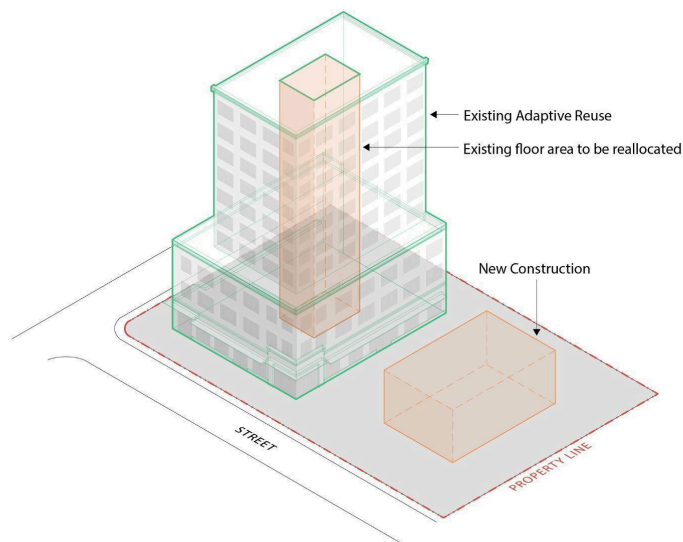 Existing Adaptive Reuse
Existing floor area to be reallocated
New Construction
STREET
PROPERTY LINE